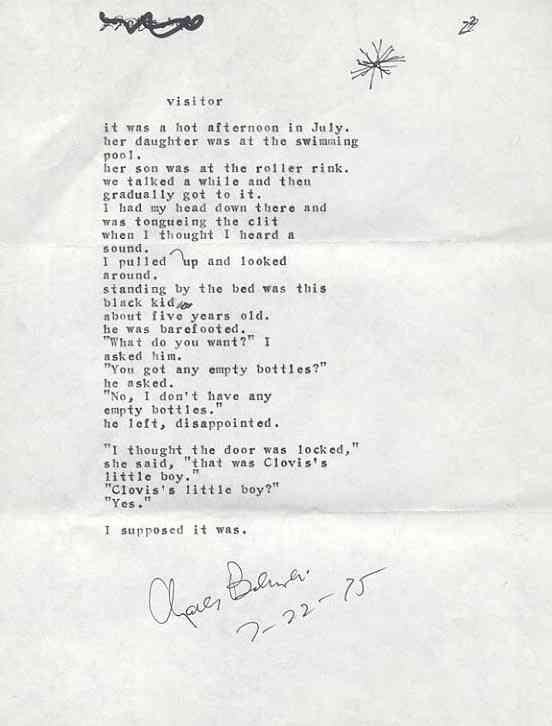 visitor
it was a hot afternoon in July.
her daughter was at the swimming
pool.
her son was at the roller rink.
we talked a while and then
gradually got to it.
I had my head down there and
was tongueing the clit
when I thought I heard a
sound.
I pulled up and looked
around.
standing by the bed was this
black kid
about five years old.
he was barefooted.
"What do you want?" I
asked him.
"You got any empty bottles?"
he asked.
"No, I don't have any
empty bottles."
he left, disappointed.
"I thought the door was locked,"
she said, "that was Clovis's
little boy."
"Clovis's little boy?"
"Yes."
I supposed it was.
Charles Bukowski
7-22-75